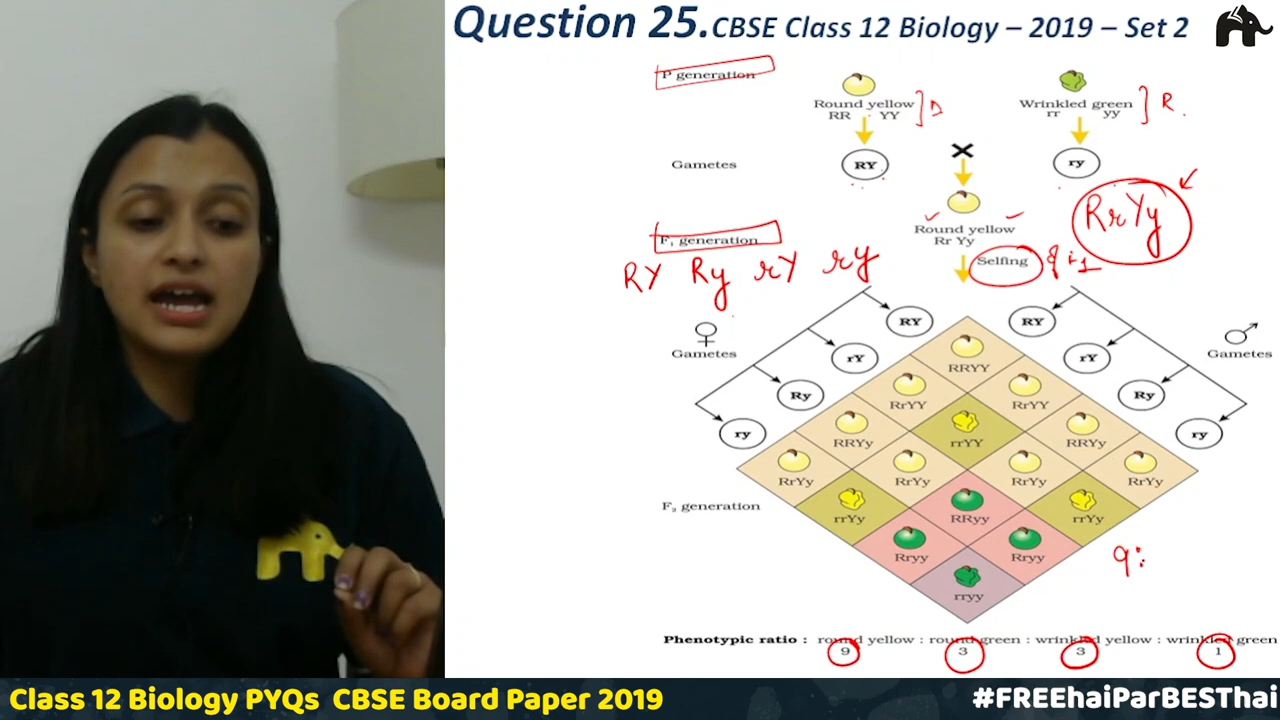 Question 25. CBSE Class 12 Biology – 2019 – Set 2
P generation
Round yellow
RR YY
Wrinkled green
rr yy
D
R
Gametes
RY
ry
RrYy
Round yellow
Rr Yy
F₁ generation
Selfing
RY Ry rY ry
♀
Gametes
♂
Gametes
RY
rY
Ry
ry
RY
rY
Ry
ry
RRYY
RrYY
RrYY
RRYy
rrYY
RRYy
RrYy
RrYy
RrYy
RrYy
F₂ generation
rrYy
RRyy
rrYy
Rryy
Rryy
rryy
9:
Phenotypic ratio : round yellow : round green : wrinkled yellow : wrinkled green
9 3 3 1
Class 12 Biology PYQs CBSE Board Paper 2019
#FREEhaiParBESThai